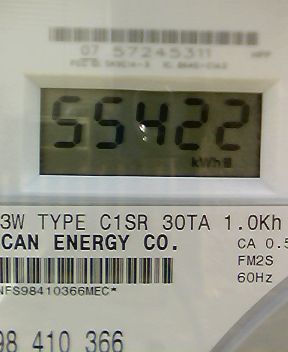 07 57245311
55422
kWh
3W TYPE C1SR 30TA 1.0Kh
CAN ENERGY CO.
CA 0.5
FM2S
60Hz
NFS98410366MEC*
98 410 366